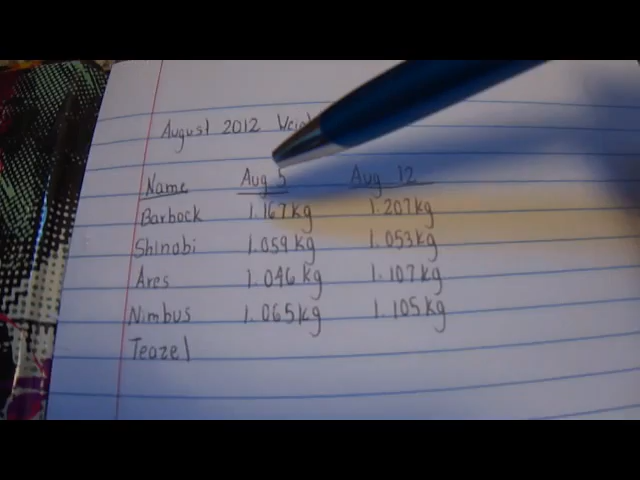 August 2012
Name Aug 5 Aug 12
Barbock 1.167kg 1.207kg
Shinobi 1.059kg 1.053kg
Ares 1.046kg 1.107kg
Nimbus 1.065kg 1.105kg
Teazel